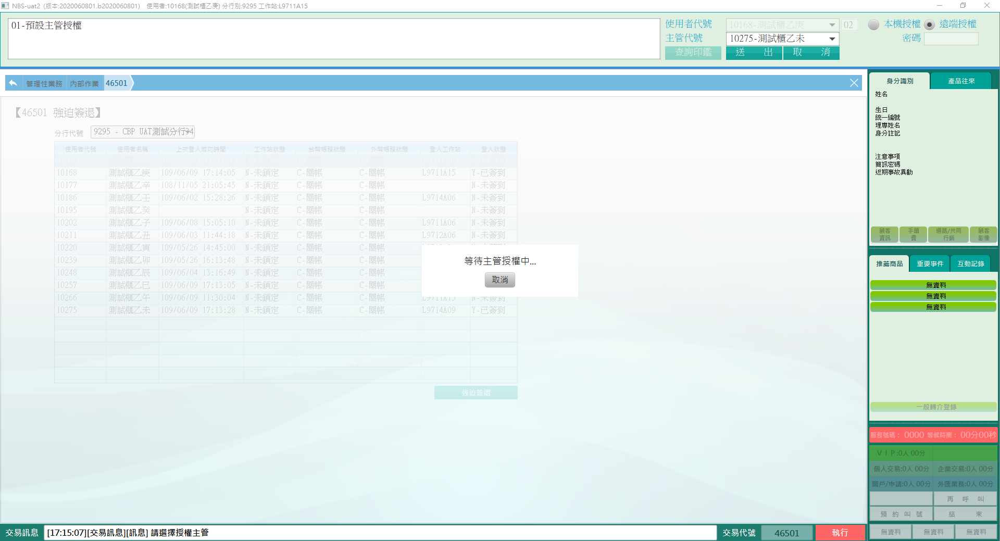 NBS-uat2 (版本:2020060801.b2020060801) 使用者:10168(測試櫃乙庚) 分行別:9295 工作站:L9711A15
01-預設主管授權
使用者代號 10168-測試櫃乙庚 02 本機授權 遠端授權
主管代號 10275-測試櫃乙未 密碼
查詢印鑑 送 出 取 消
管理性業務 內部作業 46501
【46501 強迫簽退】
分行代號 9295 - CBP UAT測試分行34
使用者代號 使用者名稱 上次登入成功時間 工作站狀態 台幣帳務狀態 外幣帳務狀態 登入工作站 登入狀態
10168 測試櫃乙庚 109/06/09 17:14:05 N-未鎖定 C-關帳 C-關帳 L9711A15 Y-已簽到
10177 測試櫃乙辛 108/11/05 21:05:45 N-未鎖定 C-關帳 C-關帳 N-未簽到
10186 測試櫃乙壬 109/06/02 15:28:26 N-未鎖定 C-關帳 C-關帳 L9714A06 N-未簽到
10195 測試櫃乙癸 N-未鎖定 C-關帳 C-關帳 N-未簽到
10202 測試櫃乙子 109/06/08 15:05:10 N-未鎖定 C-關帳 C-關帳 L9711A06 N-未簽到
10211 測試櫃乙丑 109/06/03 11:44:18 N-未鎖定 C-關帳 C-關帳 L9712A06 N-未簽到
10220 測試櫃乙寅 109/05/26 14:45:00 N-未鎖定 C-關帳 C-關帳
10239 測試櫃乙卯 109/05/26 16:13:48 N-未鎖定 C-關帳 C-關帳
10248 測試櫃乙辰 109/06/04 13:16:49 N-未鎖定 C-關帳 C-關帳
10257 測試櫃乙巳 109/06/09 17:13:05 N-未鎖定 C-關帳 C-關帳
10266 測試櫃乙午 109/06/09 11:30:04 N-未鎖定 C-關帳 C-關帳 L9711A15 N-未簽到
10275 測試櫃乙未 109/06/09 17:13:28 N-未鎖定 C-關帳 C-關帳 L9714A09 Y-已簽到
等待主管授權中...
取消
強迫簽退
身分識別 產品往來
姓名
生日
統一編號
理專姓名
身分註記
注意事項
簡訊密碼
近期事故異動
顧客資訊 手續費 通路/共同行銷 顧客影像
推薦商品 重要事件 互動記錄
無資料
無資料
無資料
一般轉介登錄
服務號碼： 0000 等候時間： 00分00秒
ＶＩＰ:0人 00分
個人交易:0人 00分 企業交易:0人 00分
開戶/申請:0人 00分 外匯業務:0人 00分
再 呼 叫
預 約 叫 號 結 束
無資料 無資料 無資料
交易訊息 [17:15:07][交易訊息][訊息] 請選擇授權主管 交易代號 46501 執行